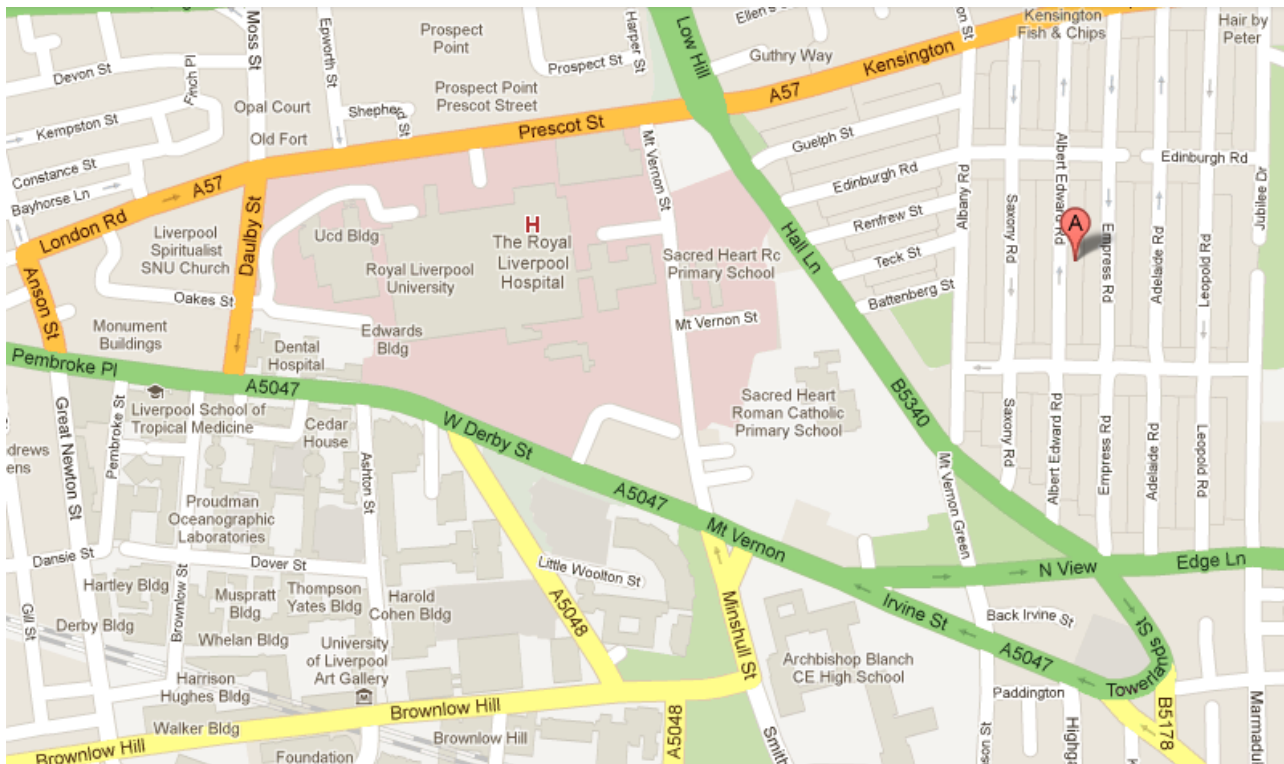 Moss St
Epworth St
Prospect
Point
Harper St
Low Hill
Ellen's
Guthry Way
Kensington
Kensington
Fish & Chips
Hair by
Peter
Devon St
Finch Pl
Opal Court
Prospect St
Prospect Point
Prescot Street
A57
Kempston St
Old Fort
Shepherd St
Prescot St
Mt Vernon St
Guelph St
Albert Edward Rd
Constance St
Edinburgh Rd
Edinburgh Rd
Bayhorse Ln
A57
London Rd
Daulby St
Liverpool
Spiritualist
SNU Church
Ucd Bldg
H
The Royal
Liverpool
Hospital
Royal Liverpool
University
Sacred Heart Rc
Primary School
Hall Ln
Renfrew St
Teck St
Battenberg St
Albany Rd
Saxony Rd
A
Empress Rd
Adelaide Rd
Leopold Rd
Jubilee Dr
Anson St
Oakes St
Monument
Buildings
Edwards
Bldg
Dental
Hospital
Mt Vernon St
Pembroke Pl
A5047
Liverpool School of
Tropical Medicine
Cedar
House
W Derby St
Sacred Heart
Roman Catholic
Primary School
B5340
Saxony Rd
Albert Edward Rd
Empress Rd
Adelaide Rd
Leopold Rd
Great Newton St
Pembroke St
Ashton St
Mt Vernon Green
Proudman
Oceanographic
Laboratories
A5047
Mt Vernon
Dansie St
Dover St
Little Woolton St
N View
Edge Ln
Hartley Bldg
Muspratt
Bldg
Thompson
Yates Bldg
Harold
Cohen Bldg
A5048
Minshull St
Irvine St
Back Irvine St
Towerlands St
Gill St
Derby Bldg
Brownlow St
Whelan Bldg
University
of Liverpool
Art Gallery
Archbishop Blanch
CE High School
A5047
Harrison
Hughes Bldg
Paddington
B5178
Walker Bldg
Brownlow Hill
Brownlow Hill
Brownlow Hill
Foundation
A5048
Smith
Highga
Marmadu